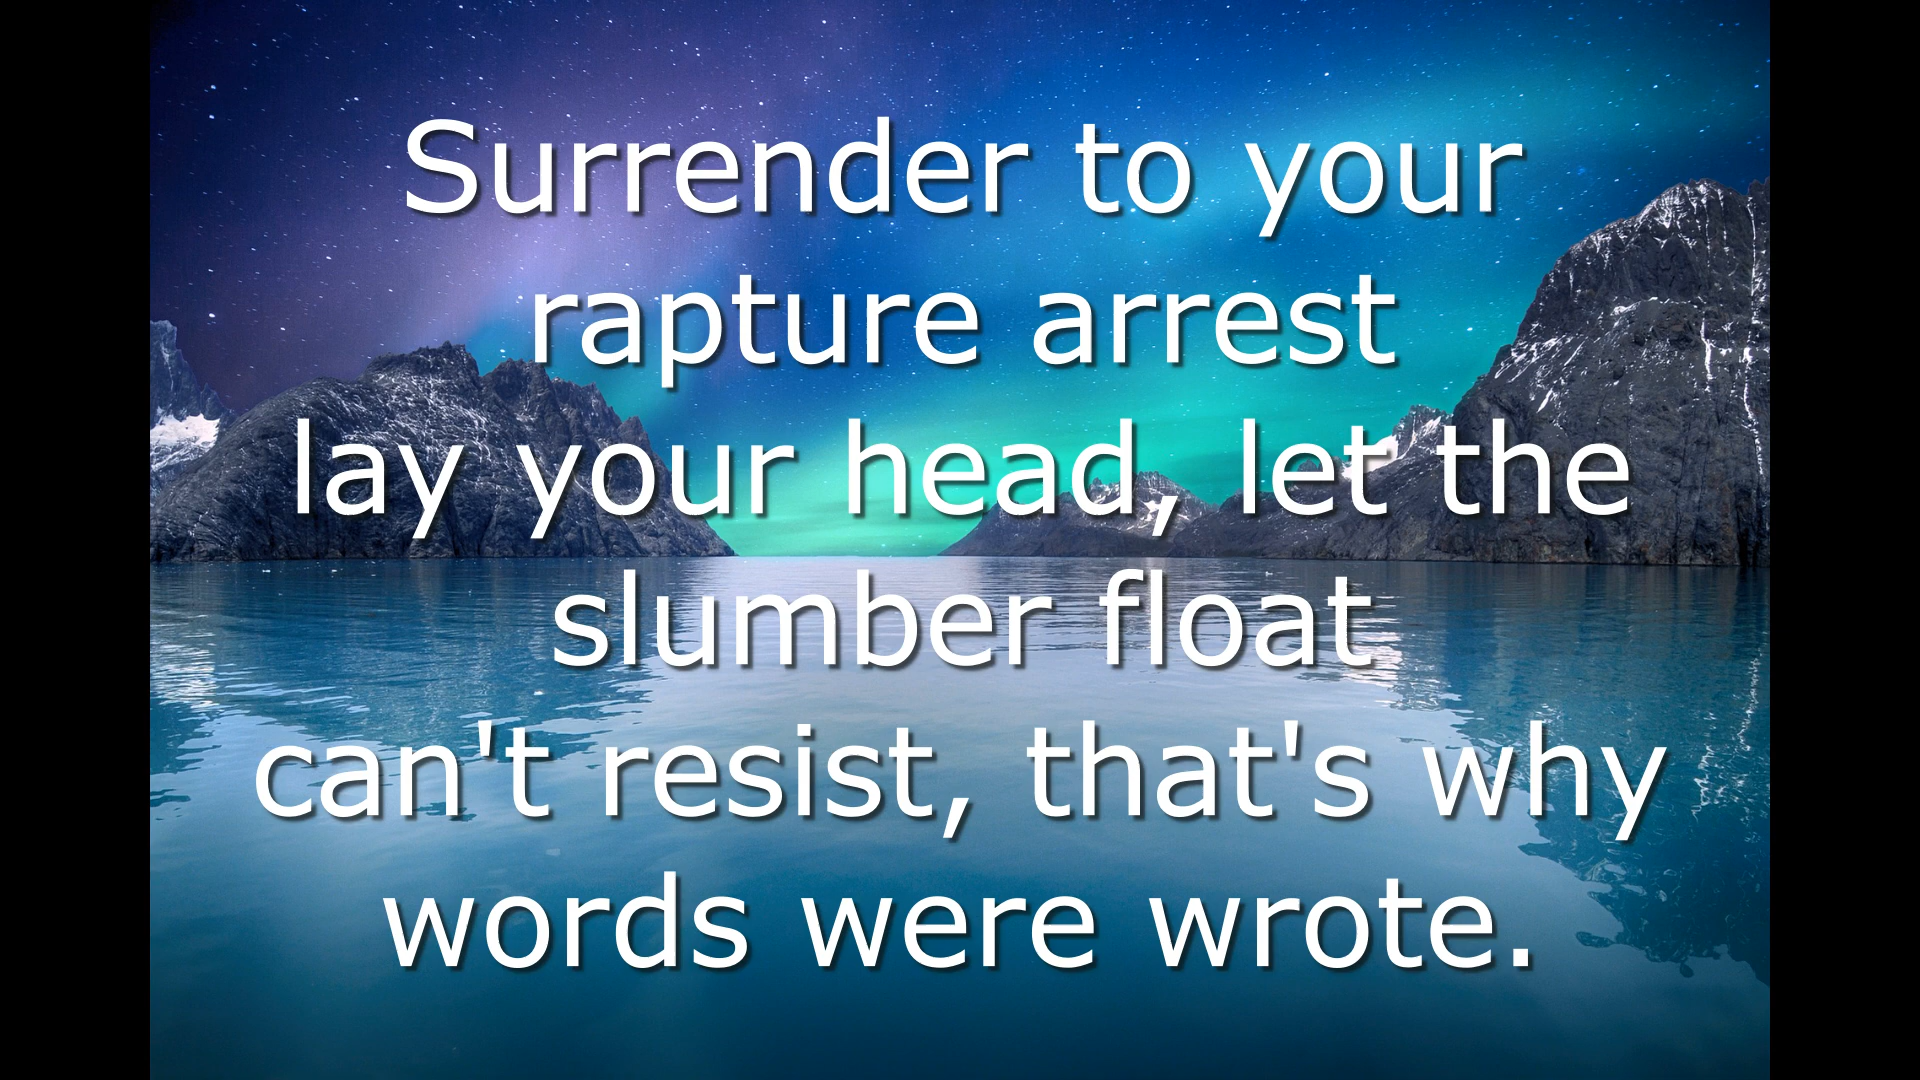 Surrender to your
rapture arrest
lay your head, let the
slumber float
can't resist, that's why
words were wrote.